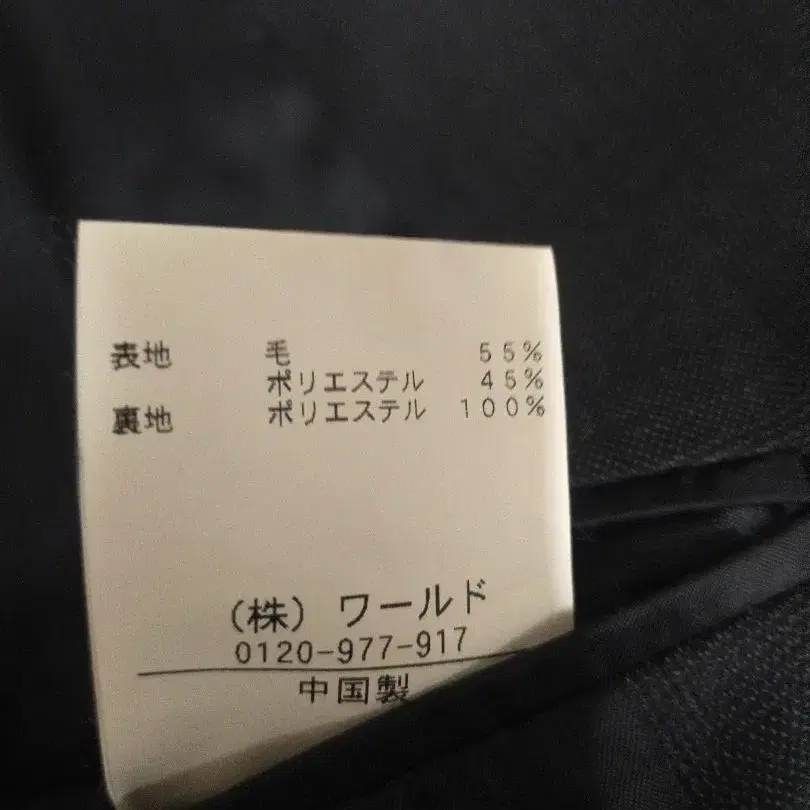 表地 毛 55%
ポリエステル 45%
裏地 ポリエステル 100%
(株) ワールド
0120-977-917
中国製